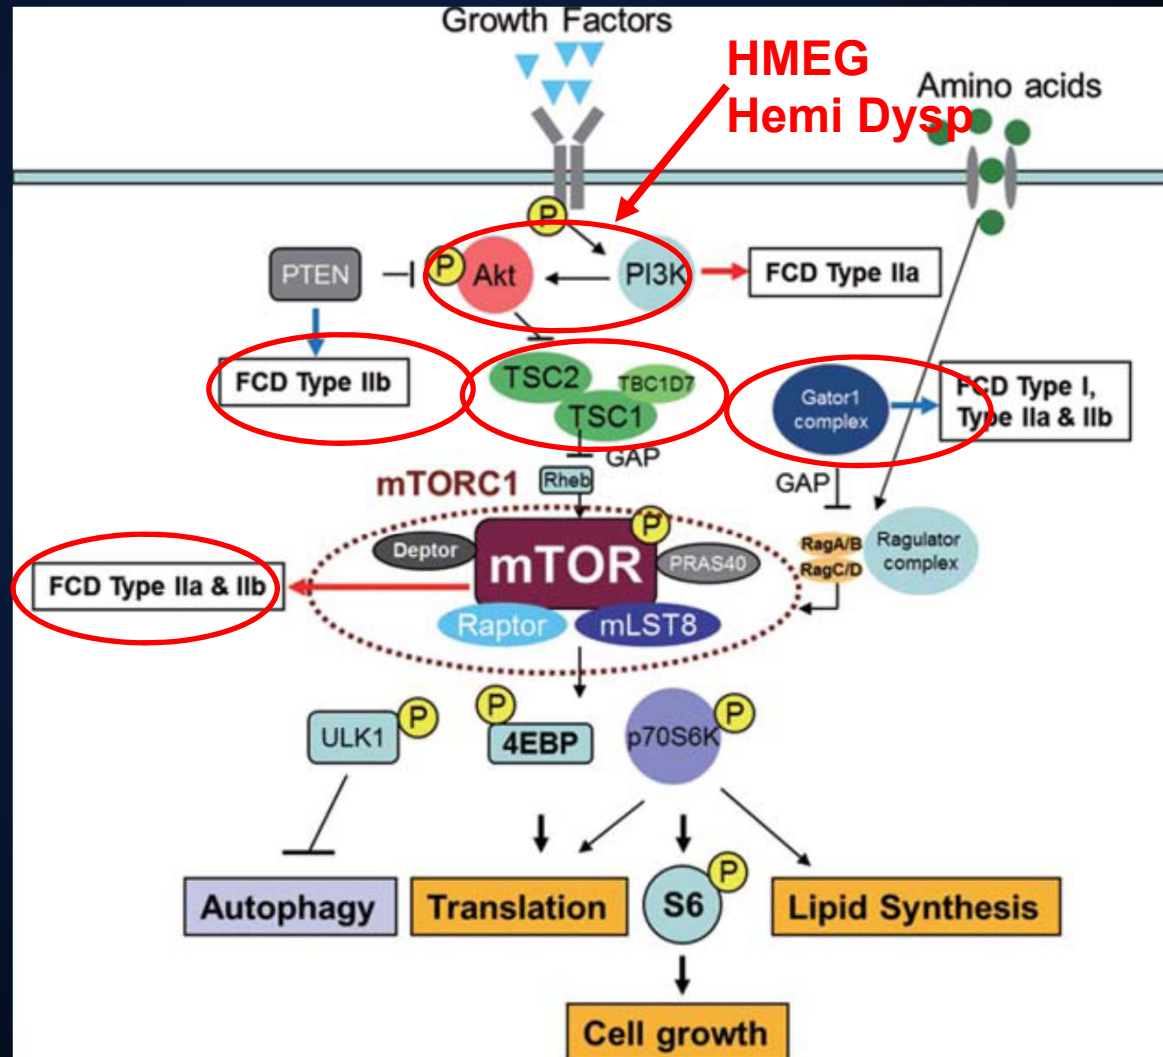 Growth Factors
HMEG
Hemi Dysp
Amino acids
P
PTEN
P
Akt
PI3K
FCD Type IIa
FCD Type IIb
TSC2
TBC1D7
TSC1
Gator1
complex
FCD Type I,
Type IIa & IIb
GAP
mTORC1
Rheb
GAP
P
Deptor
mTOR
PRAS40
RagA/B
RagC/D
Ragulator
complex
FCD Type IIa & IIb
Raptor
mLST8
ULK1
P
P
4EBP
p70S6K
P
Autophagy
Translation
S6
P
Lipid Synthesis
Cell growth